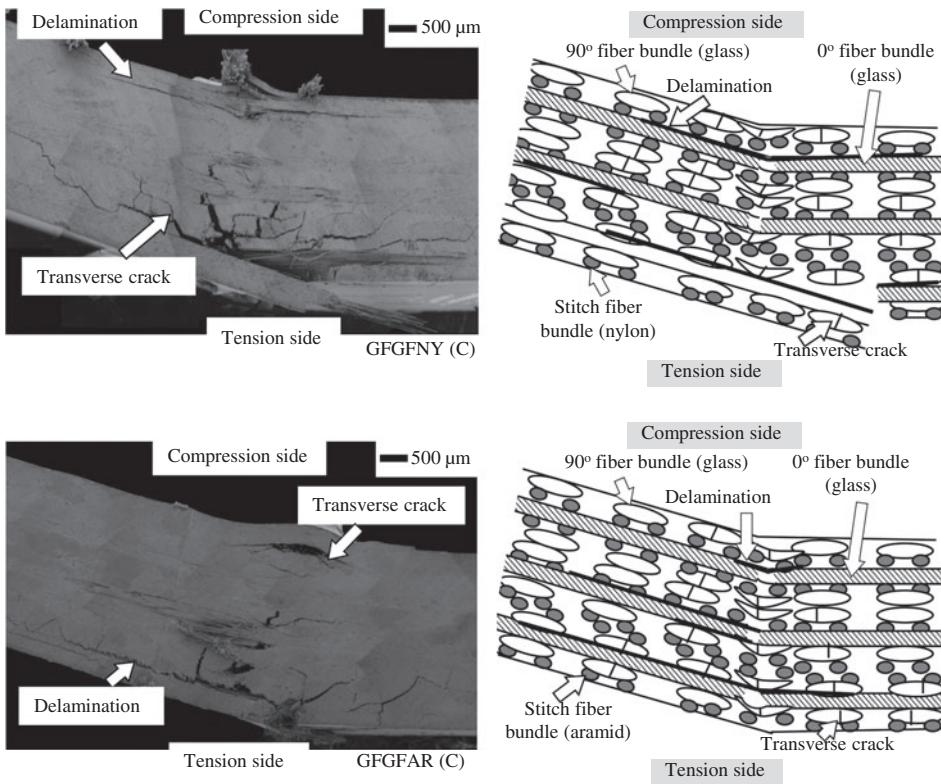 Delamination
Compression side
500 µm
Transverse crack
Tension side
GFGFNY (C)
Compression side
90° fiber bundle (glass)
0° fiber bundle
(glass)
Delamination
Stitch fiber
bundle (nylon)
Transverse crack
Tension side
Compression side
500 µm
Transverse crack
Delamination
Tension side
GFGFAR (C)
Compression side
90° fiber bundle (glass)
0° fiber bundle
(glass)
Delamination
Stitch fiber
bundle (aramid)
Transverse crack
Tension side